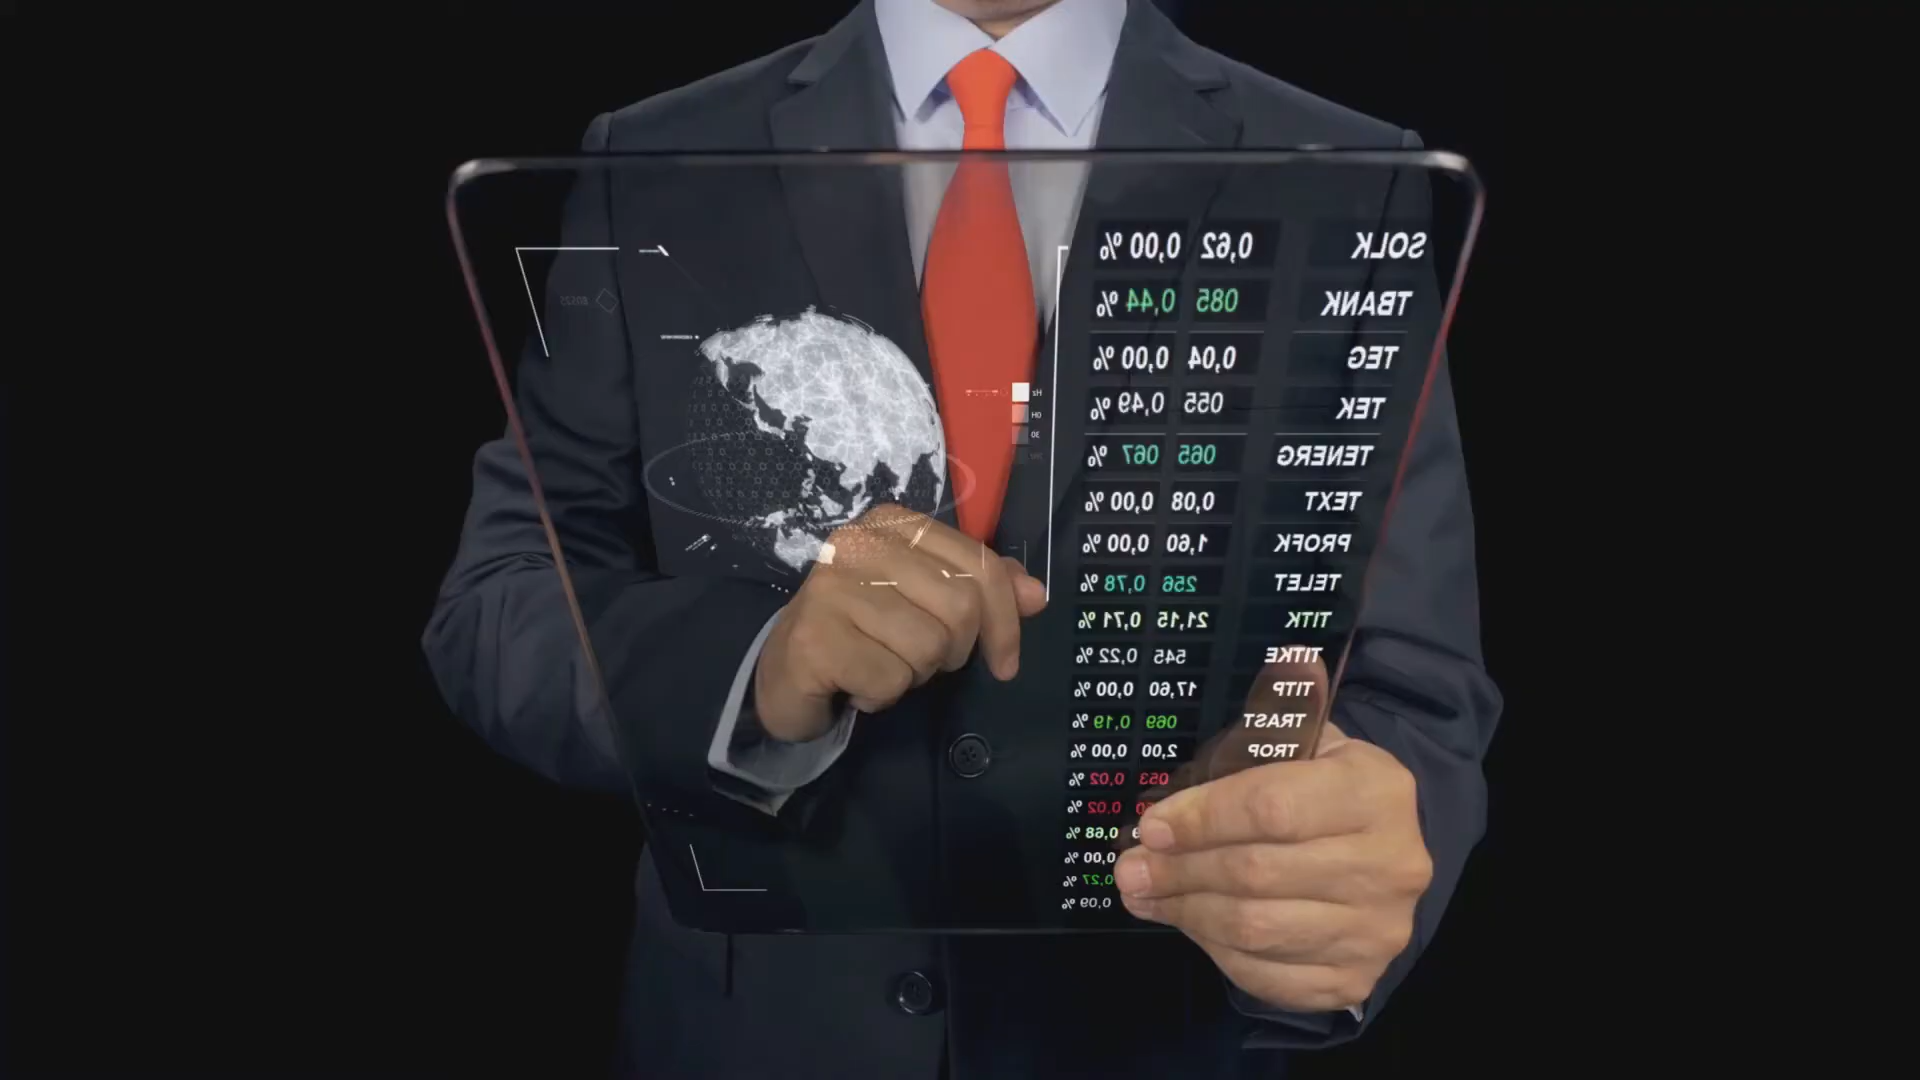 SOLK 0,62 0,00 %
TBANK 085 0,44 %
TEG 0,04 0,00 %
TEK 055 0,49 %
TENERG 065 067 %
TEXT 0,08 0,00 %
PROFK 1,60 0,00 %
TELET 256 0,78 %
TITK 21,15 0,71 %
TITKE 545 0,22 %
TITP 17,60 0,00 %
TRAST 069 0,19 %
TROP 2,00 0,00 %
053 0,02 %
0,02 %
0,68 %
0,00 %
0,27 %
0,09 %
Hz